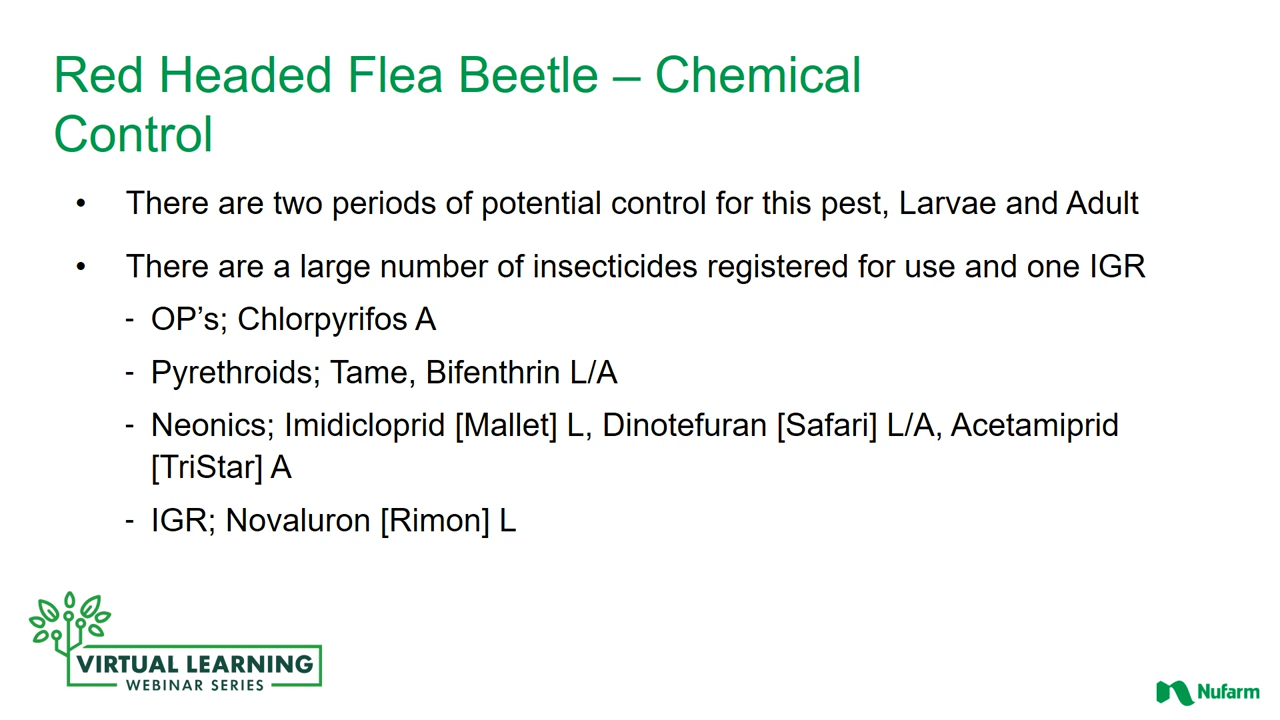 Red Headed Flea Beetle – Chemical
Control
• There are two periods of potential control for this pest, Larvae and Adult
• There are a large number of insecticides registered for use and one IGR
- OP’s; Chlorpyrifos A
- Pyrethroids; Tame, Bifenthrin L/A
- Neonics; Imidicloprid [Mallet] L, Dinotefuran [Safari] L/A, Acetamiprid
[TriStar] A
- IGR; Novaluron [Rimon] L
VIRTUAL LEARNING
WEBINAR SERIES
Nufarm